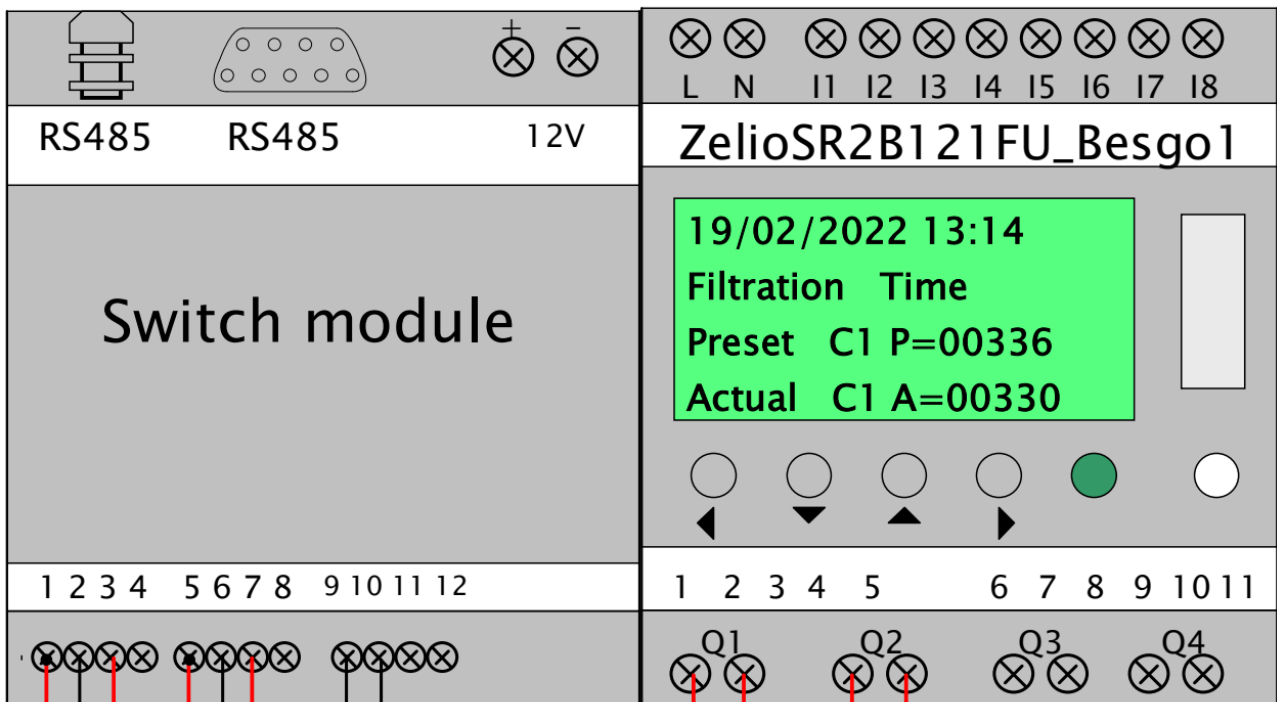 + −
L N I1 I2 I3 I4 I5 I6 I7 I8
RS485 RS485 12V
ZelioSR2B121FU_Besgo1
19/02/2022 13:14
Filtration Time
Preset C1 P=00336
Actual C1 A=00330
Switch module
1 2 3 4 5 6 7 8 9 10 11 12
1 2 3 4 5 6 7 8 9 10 11
Q1 Q2 Q3 Q4